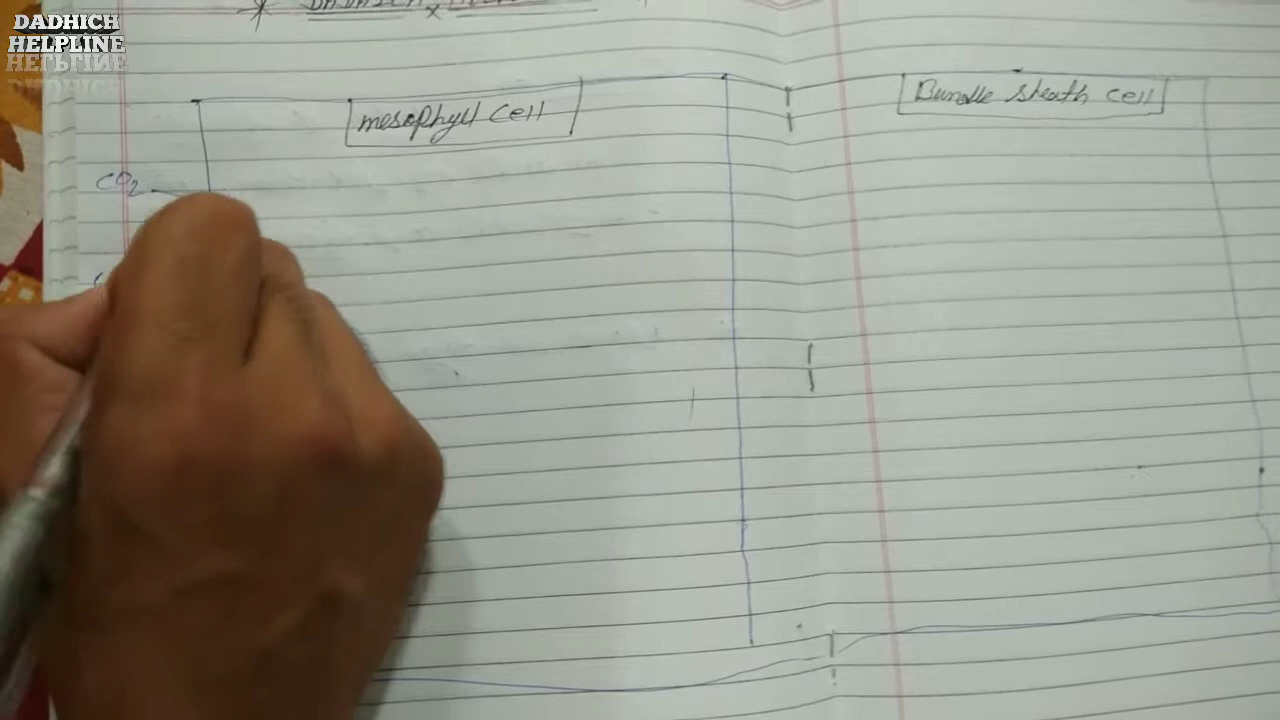 DADHICH
HELPLINE
mesophyll cell
Bundle sheath cell
CO2